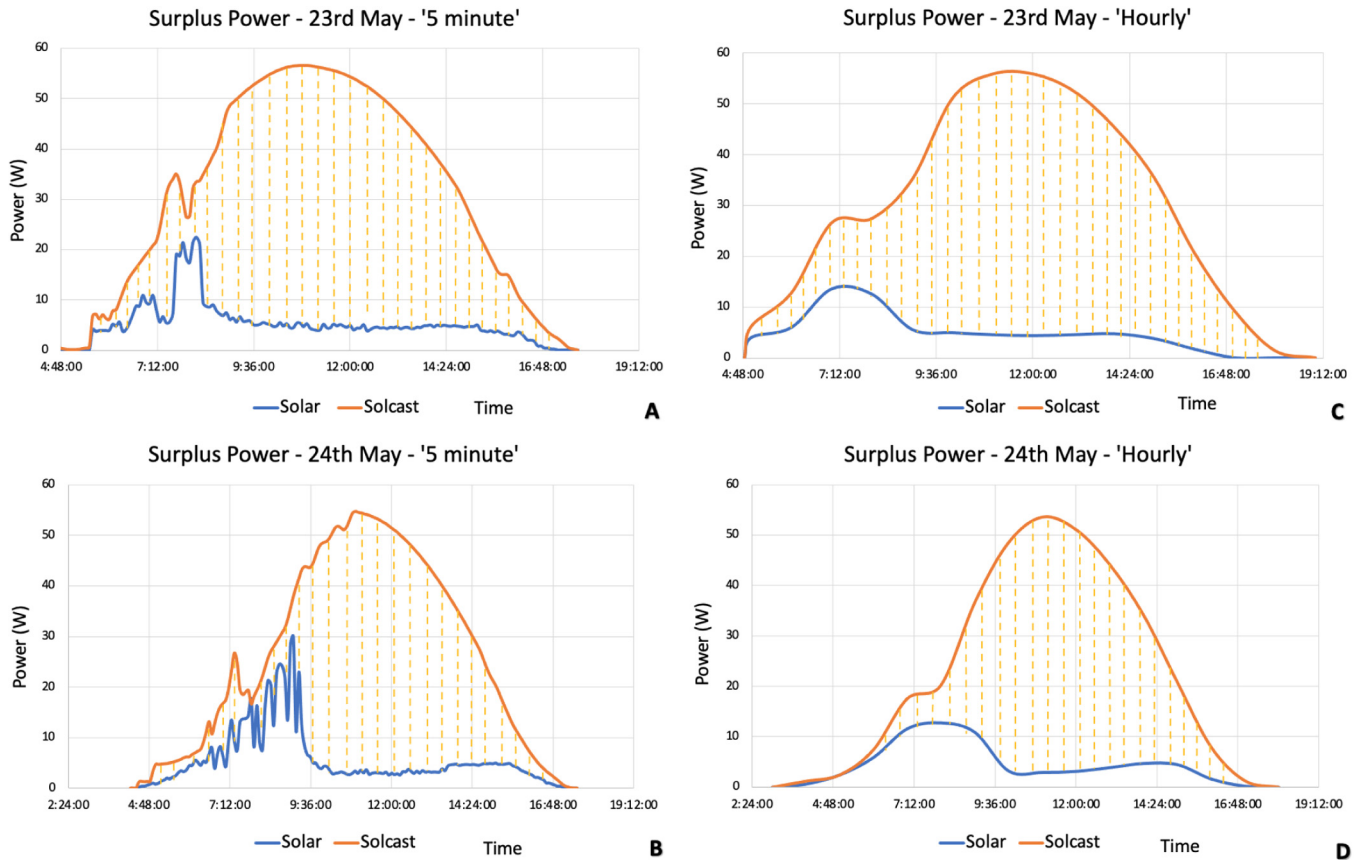 Surplus Power - 23rd May - '5 minute'
60
50
40
30
20
10
0
Power (W)
4:48:00 7:12:00 9:36:00 12:00:00 14:24:00 16:48:00 19:12:00
Solar Solcast Time
A
Surplus Power - 23rd May - 'Hourly'
60
50
40
30
20
10
0
Power (W)
4:48:00 7:12:00 9:36:00 12:00:00 14:24:00 16:48:00 19:12:00
Solar Solcast Time
C
Surplus Power - 24th May - '5 minute'
60
50
40
30
20
10
0
Power (W)
2:24:00 4:48:00 7:12:00 9:36:00 12:00:00 14:24:00 16:48:00 19:12:00
Solar Solcast Time
B
Surplus Power - 24th May - 'Hourly'
60
50
40
30
20
10
0
Power (W)
2:24:00 4:48:00 7:12:00 9:36:00 12:00:00 14:24:00 16:48:00 19:12:00
Solar Solcast Time
D